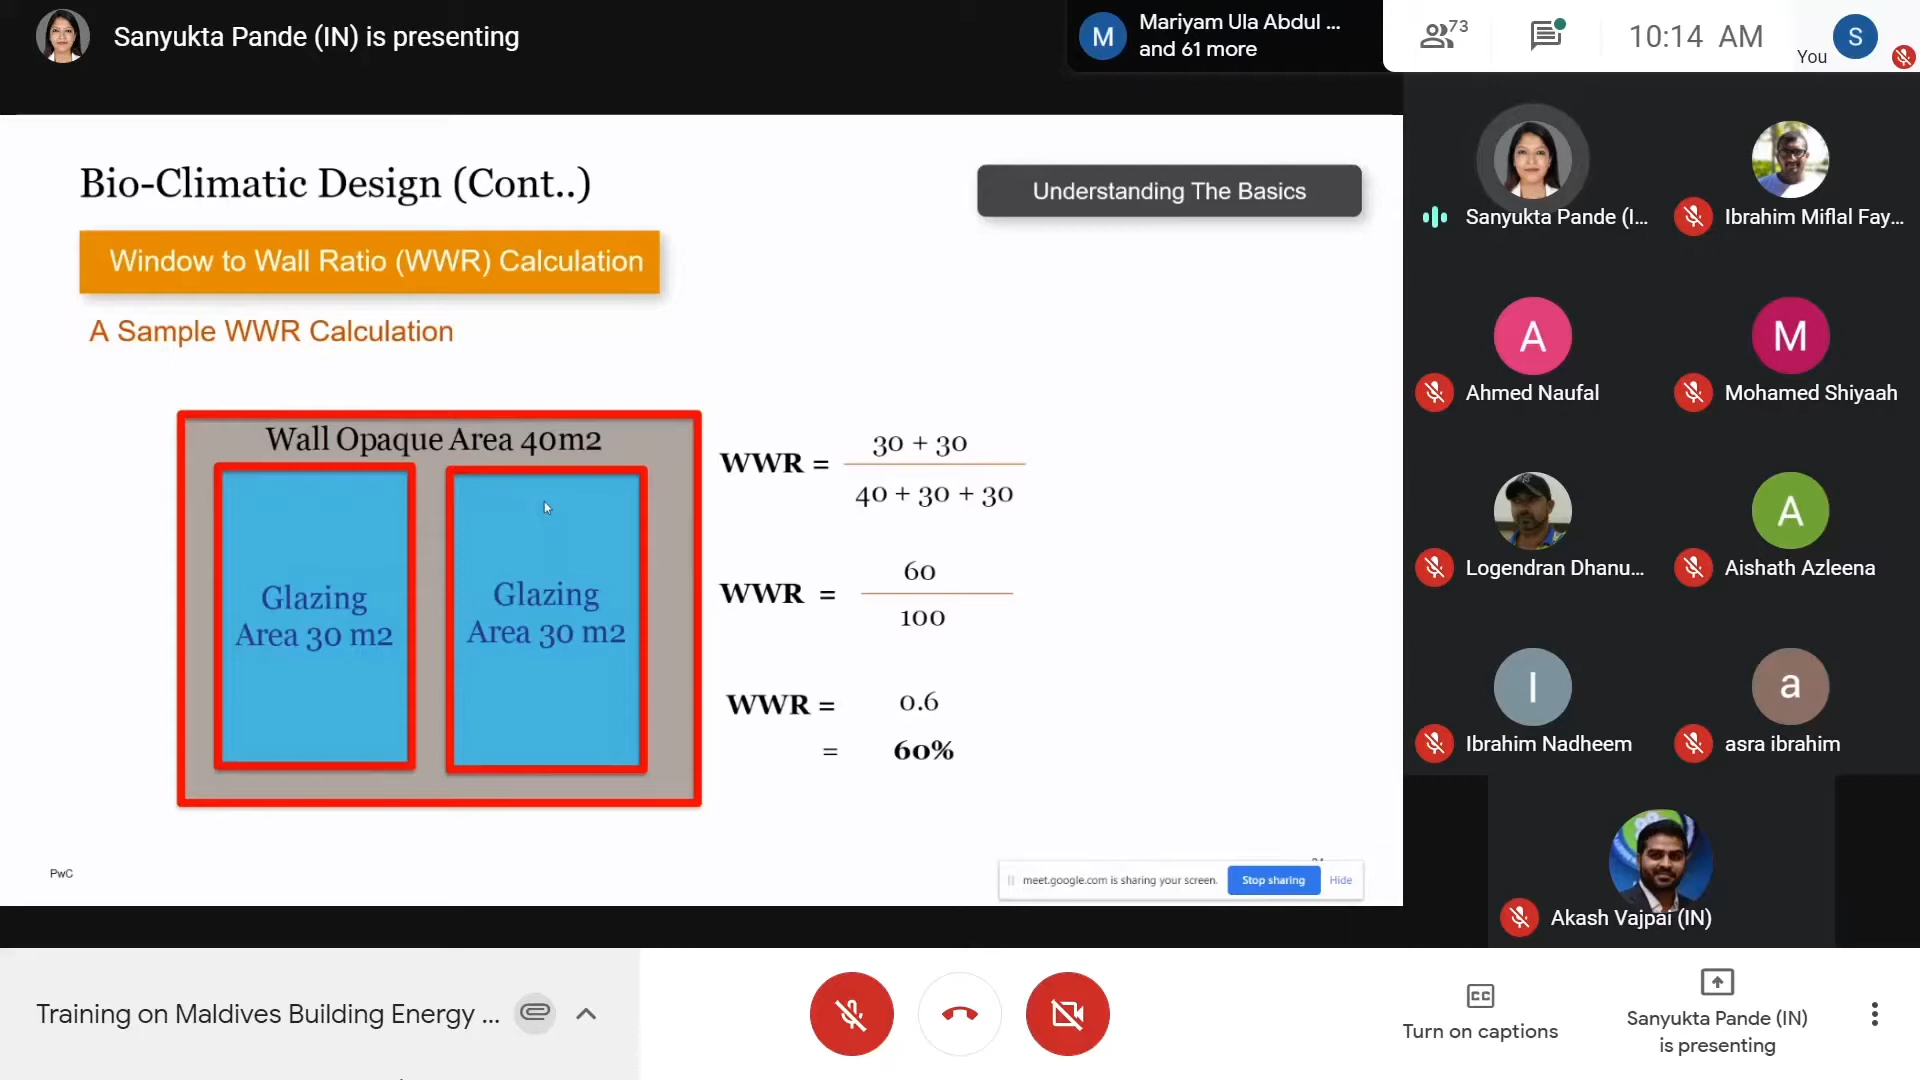 Sanyukta Pande (IN) is presenting
M
Mariyam Ula Abdul ...
and 61 more
73
10:14 AM
You
S
Bio-Climatic Design (Cont..)
Understanding The Basics
Window to Wall Ratio (WWR) Calculation
A Sample WWR Calculation
Wall Opaque Area 40m2
Glazing
Area 30 m2
Glazing
Area 30 m2
WWR =
30 + 30
40 + 30 + 30
WWR =
60
100
WWR =
0.6
=
60%
PwC
meet.google.com is sharing your screen.
Stop sharing
Hide
Sanyukta Pande (I...
Ibrahim Miflal Fay...
A
M
Ahmed Naufal
Mohamed Shiyaah
A
Logendran Dhanu...
Aishath Azleena
I
a
Ibrahim Nadheem
asra ibrahim
Akash Vajpai (IN)
Training on Maldives Building Energy ...
CC
Turn on captions
Sanyukta Pande (IN)
is presenting